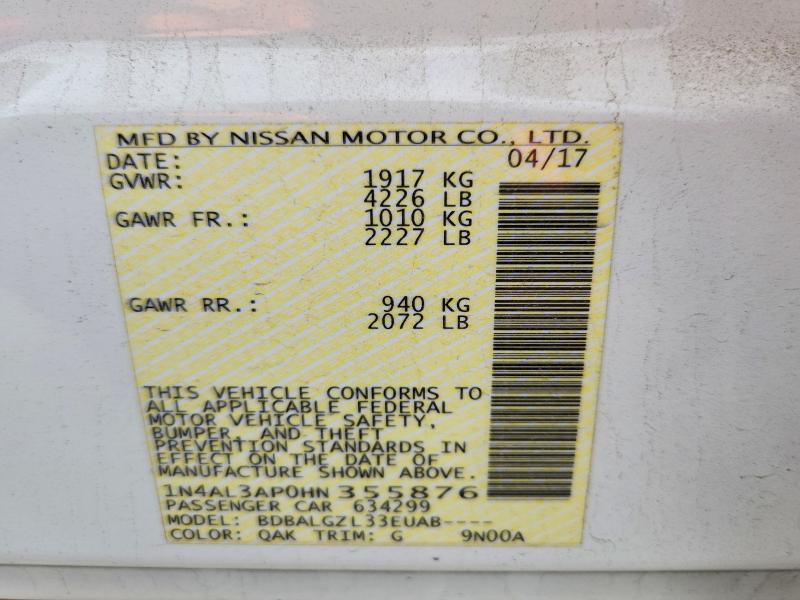 MFD BY NISSAN MOTOR CO., LTD.
DATE: 04/17
GVWR: 1917 KG
4226 LB
GAWR FR.: 1010 KG
2227 LB
GAWR RR.: 940 KG
2072 LB
THIS VEHICLE CONFORMS TO
ALL APPLICABLE FEDERAL
MOTOR VEHICLE SAFETY,
BUMPER, AND THEFT
PREVENTION STANDARDS IN
EFFECT ON THE DATE OF
MANUFACTURE SHOWN ABOVE.
1N4AL3AP0HN355876
PASSENGER CAR 634299
MODEL: BDBALGZL33EUAB----
COLOR: QAK TRIM: G 9N00A